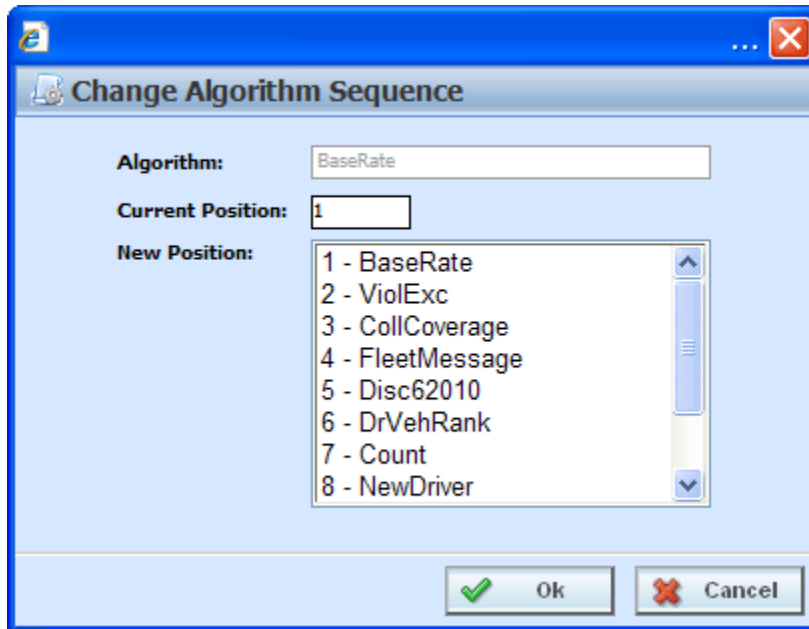 ...
Change Algorithm Sequence
Algorithm: BaseRate
Current Position: 1
New Position:
1 - BaseRate
2 - ViolExc
3 - CollCoverage
4 - FleetMessage
5 - Disc62010
6 - DrVehRank
7 - Count
8 - NewDriver
Ok Cancel